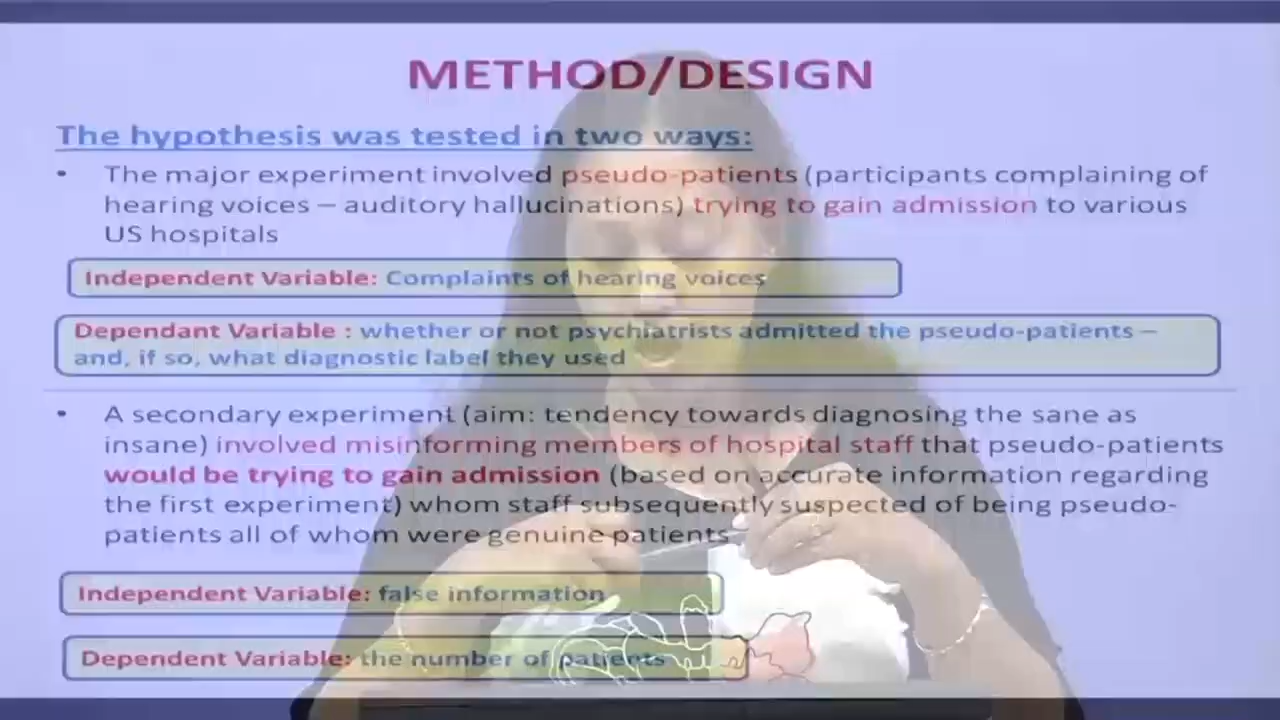 METHOD/DESIGN
The hypothesis was tested in two ways:
• The major experiment involved pseudo-patients (participants complaining of
hearing voices – auditory hallucinations) trying to gain admission to various
US hospitals
Independent Variable: Complaints of hearing voices
Dependant Variable : whether or not psychiatrists admitted the pseudo-patients –
and, if so, what diagnostic label they used
• A secondary experiment (aim: tendency towards diagnosing the sane as
insane) involved misinforming members of hospital staff that pseudo-patients
would be trying to gain admission (based on accurate information regarding
the first experiment) whom staff subsequently suspected of being pseudo-
patients all of whom were genuine patients
Independent Variable: false information
Dependent Variable: the number of patients